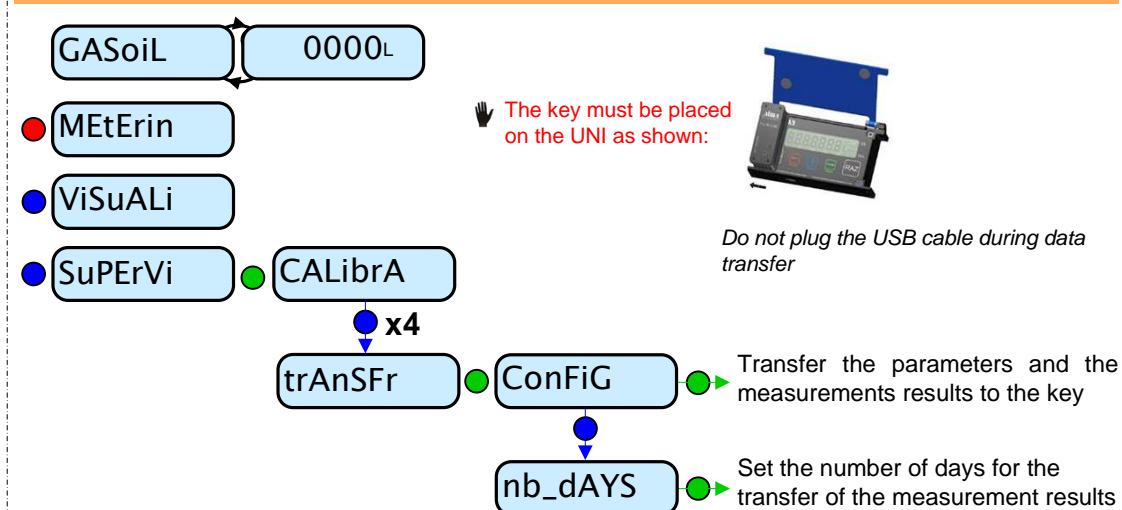 GASoiL 0000L
MEtErin
The key must be placed
on the UNI as shown:
RAZ
ViSuALi
Do not plug the USB cable during data
transfer
SuPErVi CALibrA
x4
trAnSFr ConFiG
Transfer the parameters and the
measurements results to the key
nb_dAYS
Set the number of days for the
transfer of the measurement results